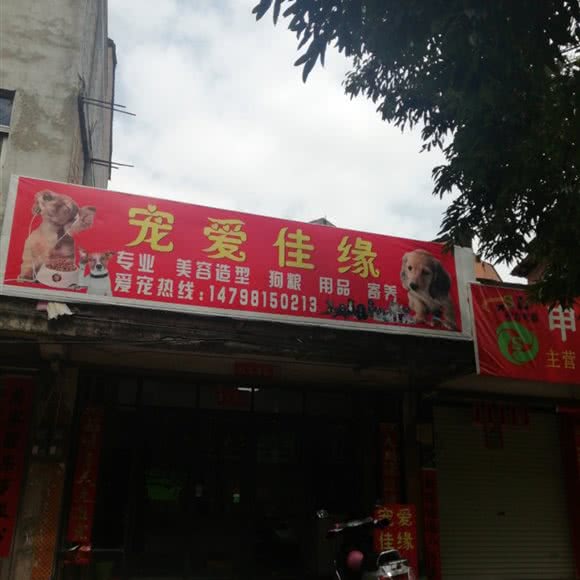 宠爱佳缘
专业 美容造型 狗粮 用品 寄养
爱宠热线:14798150213
申
主营
宠爱
佳缘